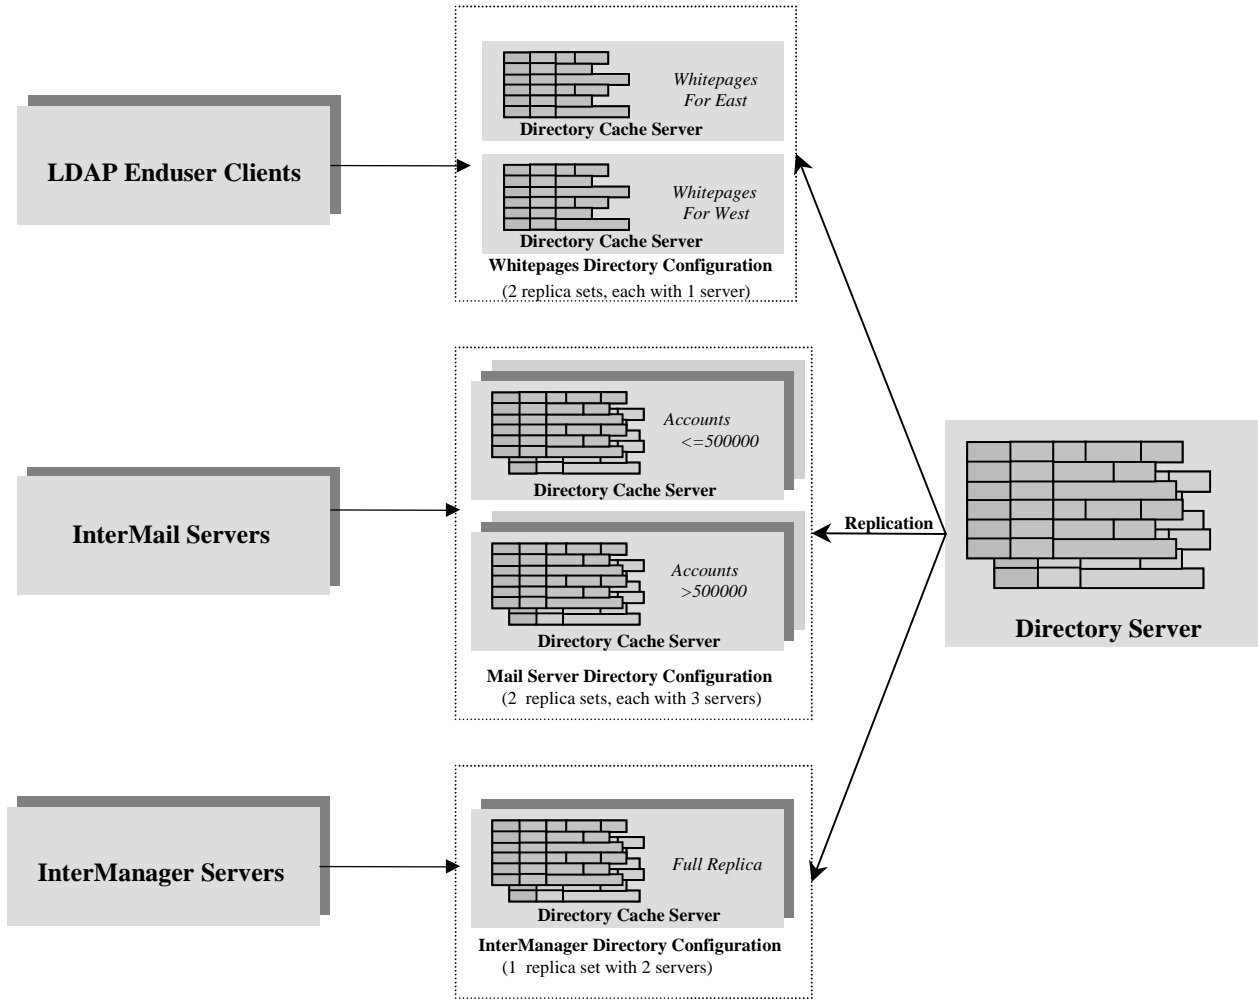 Whitepages
For East
Directory Cache Server
LDAP Enduser Clients
Whitepages
For West
Directory Cache Server
Whitepages Directory Configuration
(2 replica sets, each with 1 server)
Accounts
<=500000
Directory Cache Server
InterMail Servers
Replication
Accounts
>500000
Directory Cache Server
Directory Server
Mail Server Directory Configuration
(2 replica sets, each with 3 servers)
InterManager Servers
Full Replica
Directory Cache Server
InterManager Directory Configuration
(1 replica set with 2 servers)